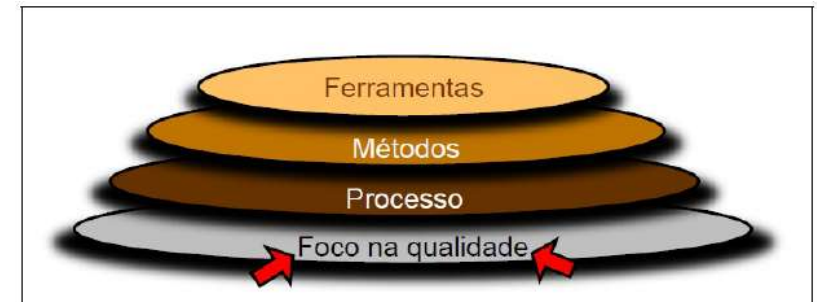 Ferramentas
Métodos
Processo
Foco na qualidade